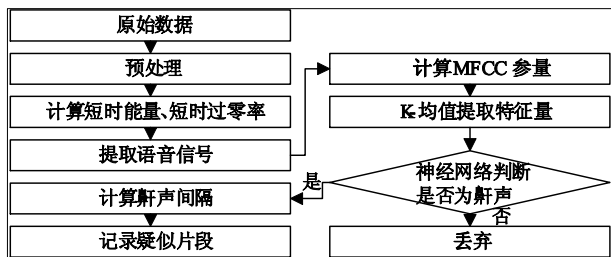 原始数据
预处理
计算短时能量、短时过零率
提取语音信号
计算MFCC 参量
K-均值提取特征量
神经网络判断
是否为鼾声
是
否
计算鼾声间隔
记录疑似片段
丢弃